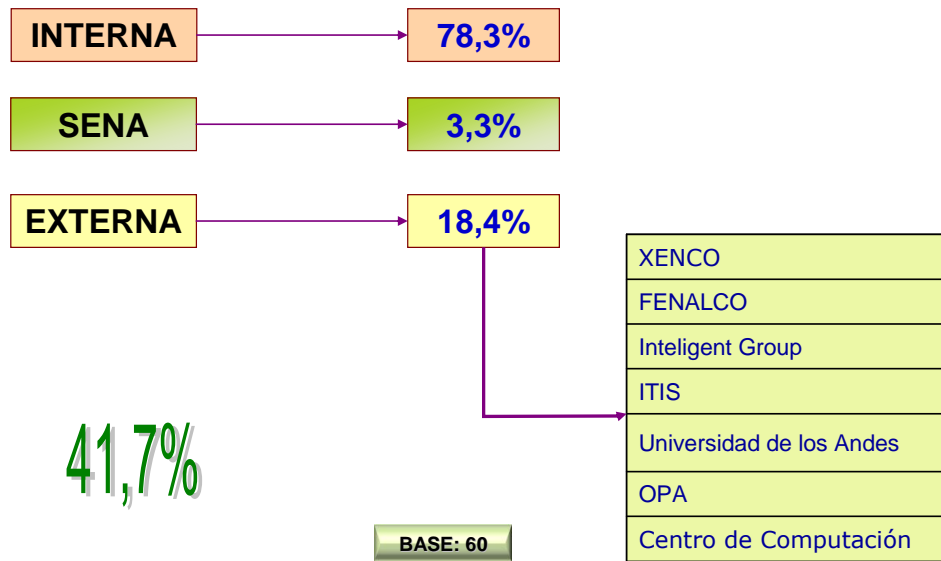 INTERNA
78,3%
SENA
3,3%
EXTERNA
18,4%
XENCO
FENALCO
Inteligent Group
ITIS
Universidad de los Andes
OPA
Centro de Computación
41,7%
BASE: 60